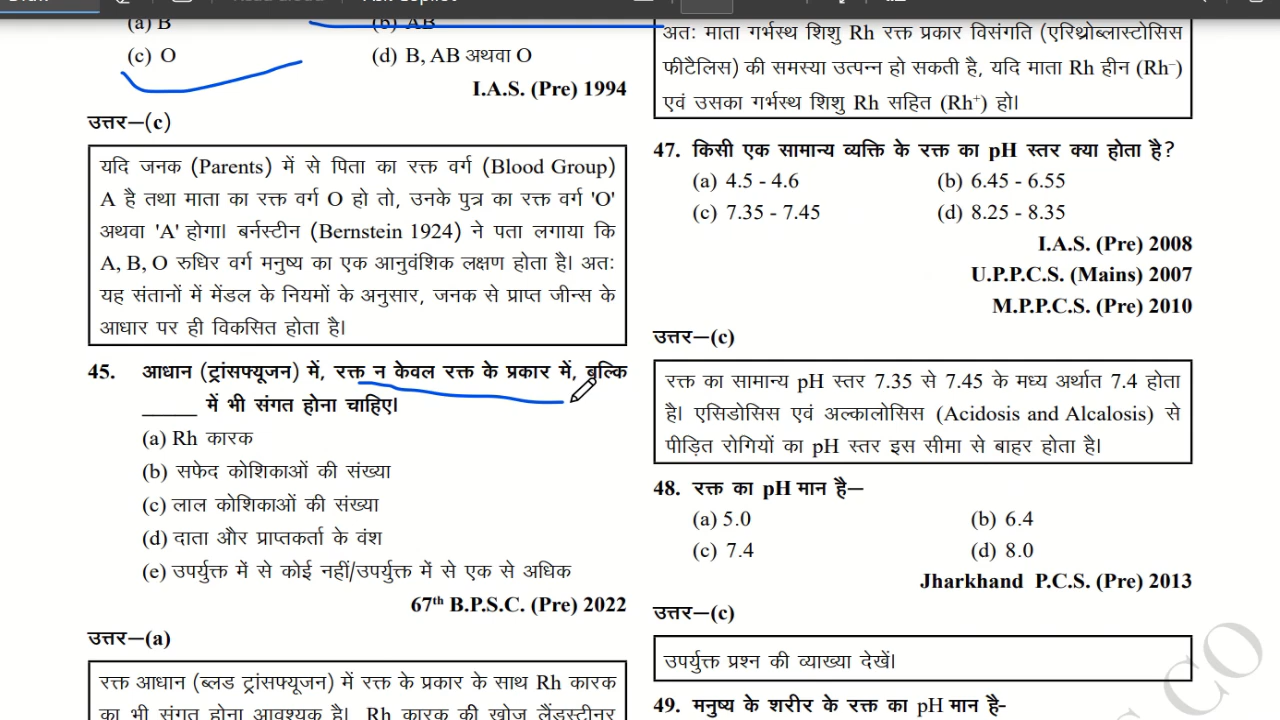 (a) B (b) AB
(c) O (d) B, AB अथवा O
I.A.S. (Pre) 1994
उत्तर–(c)
यदि जनक (Parents) में से पिता का रक्त वर्ग (Blood Group)
A है तथा माता का रक्त वर्ग O हो तो, उनके पुत्र का रक्त वर्ग 'O'
अथवा 'A' होगा। बर्नस्टीन (Bernstein 1924) ने पता लगाया कि
A, B, O रुधिर वर्ग मनुष्य का एक आनुवंशिक लक्षण होता है। अतः
यह संतानों में मेंडल के नियमों के अनुसार, जनक से प्राप्त जीन्स के
आधार पर ही विकसित होता है।
45. आधान (ट्रांसफ्यूजन) में, रक्त न केवल रक्त के प्रकार में, बल्कि
_____ में भी संगत होना चाहिए।
(a) Rh कारक
(b) सफेद कोशिकाओं की संख्या
(c) लाल कोशिकाओं की संख्या
(d) दाता और प्राप्तकर्ता के वंश
(e) उपर्युक्त में से कोई नहीं/उपर्युक्त में से एक से अधिक
67th B.P.S.C. (Pre) 2022
उत्तर–(a)
रक्त आधान (ब्लड ट्रांसफ्यूजन) में रक्त के प्रकार के साथ Rh कारक
का भी संगत होना आवश्यक है। Rh कारक की खोज लैंडस्टीनर
अतः माता गर्भस्थ शिशु Rh रक्त प्रकार विसंगति (एरिथ्रोब्लास्टोसिस
फीटैलिस) की समस्या उत्पन्न हो सकती है, यदि माता Rh हीन (Rh⁻)
एवं उसका गर्भस्थ शिशु Rh सहित (Rh⁺) हो।
47. किसी एक सामान्य व्यक्ति के रक्त का pH स्तर क्या होता है?
(a) 4.5 - 4.6 (b) 6.45 - 6.55
(c) 7.35 - 7.45 (d) 8.25 - 8.35
I.A.S. (Pre) 2008
U.P.P.C.S. (Mains) 2007
M.P.P.C.S. (Pre) 2010
उत्तर–(c)
रक्त का सामान्य pH स्तर 7.35 से 7.45 के मध्य अर्थात 7.4 होता
है। एसिडोसिस एवं अल्कालोसिस (Acidosis and Alcalosis) से
पीड़ित रोगियों का pH स्तर इस सीमा से बाहर होता है।
48. रक्त का pH मान है–
(a) 5.0 (b) 6.4
(c) 7.4 (d) 8.0
Jharkhand P.C.S. (Pre) 2013
उत्तर–(c)
उपर्युक्त प्रश्न की व्याख्या देखें।
49. मनुष्य के शरीर के रक्त का pH मान है-